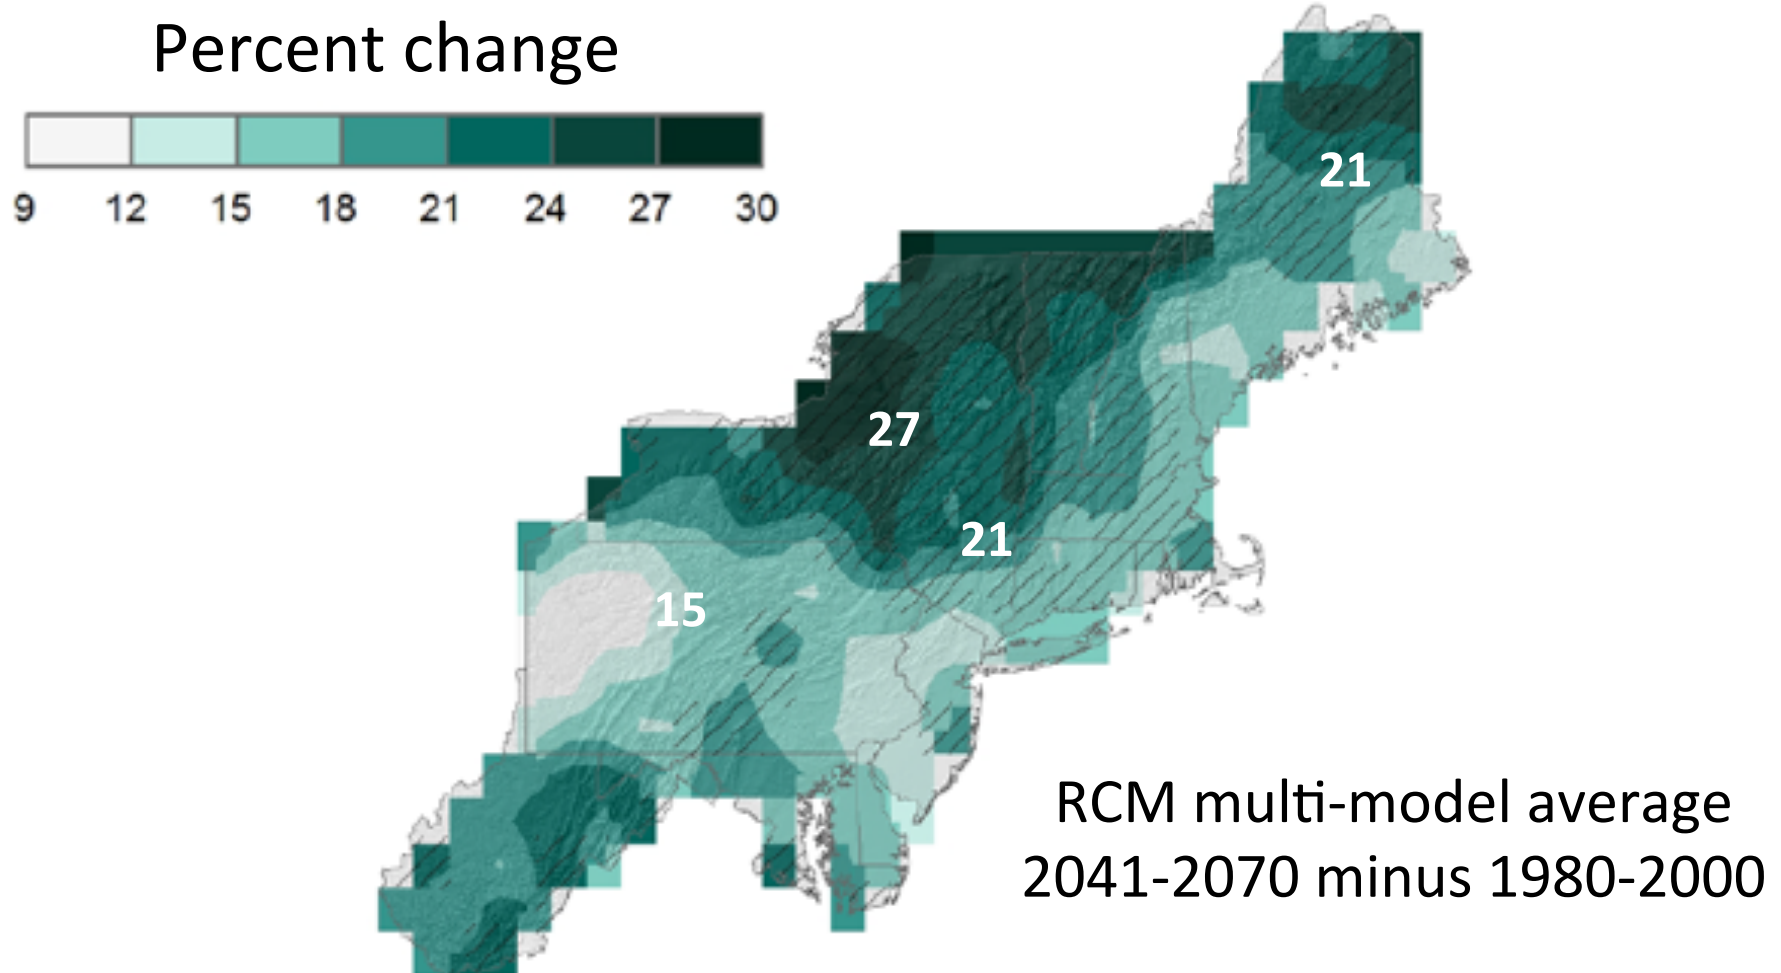 Percent change
9 12 15 18 21 24 27 30
21
27
21
15
RCM multi-model average
2041-2070 minus 1980-2000